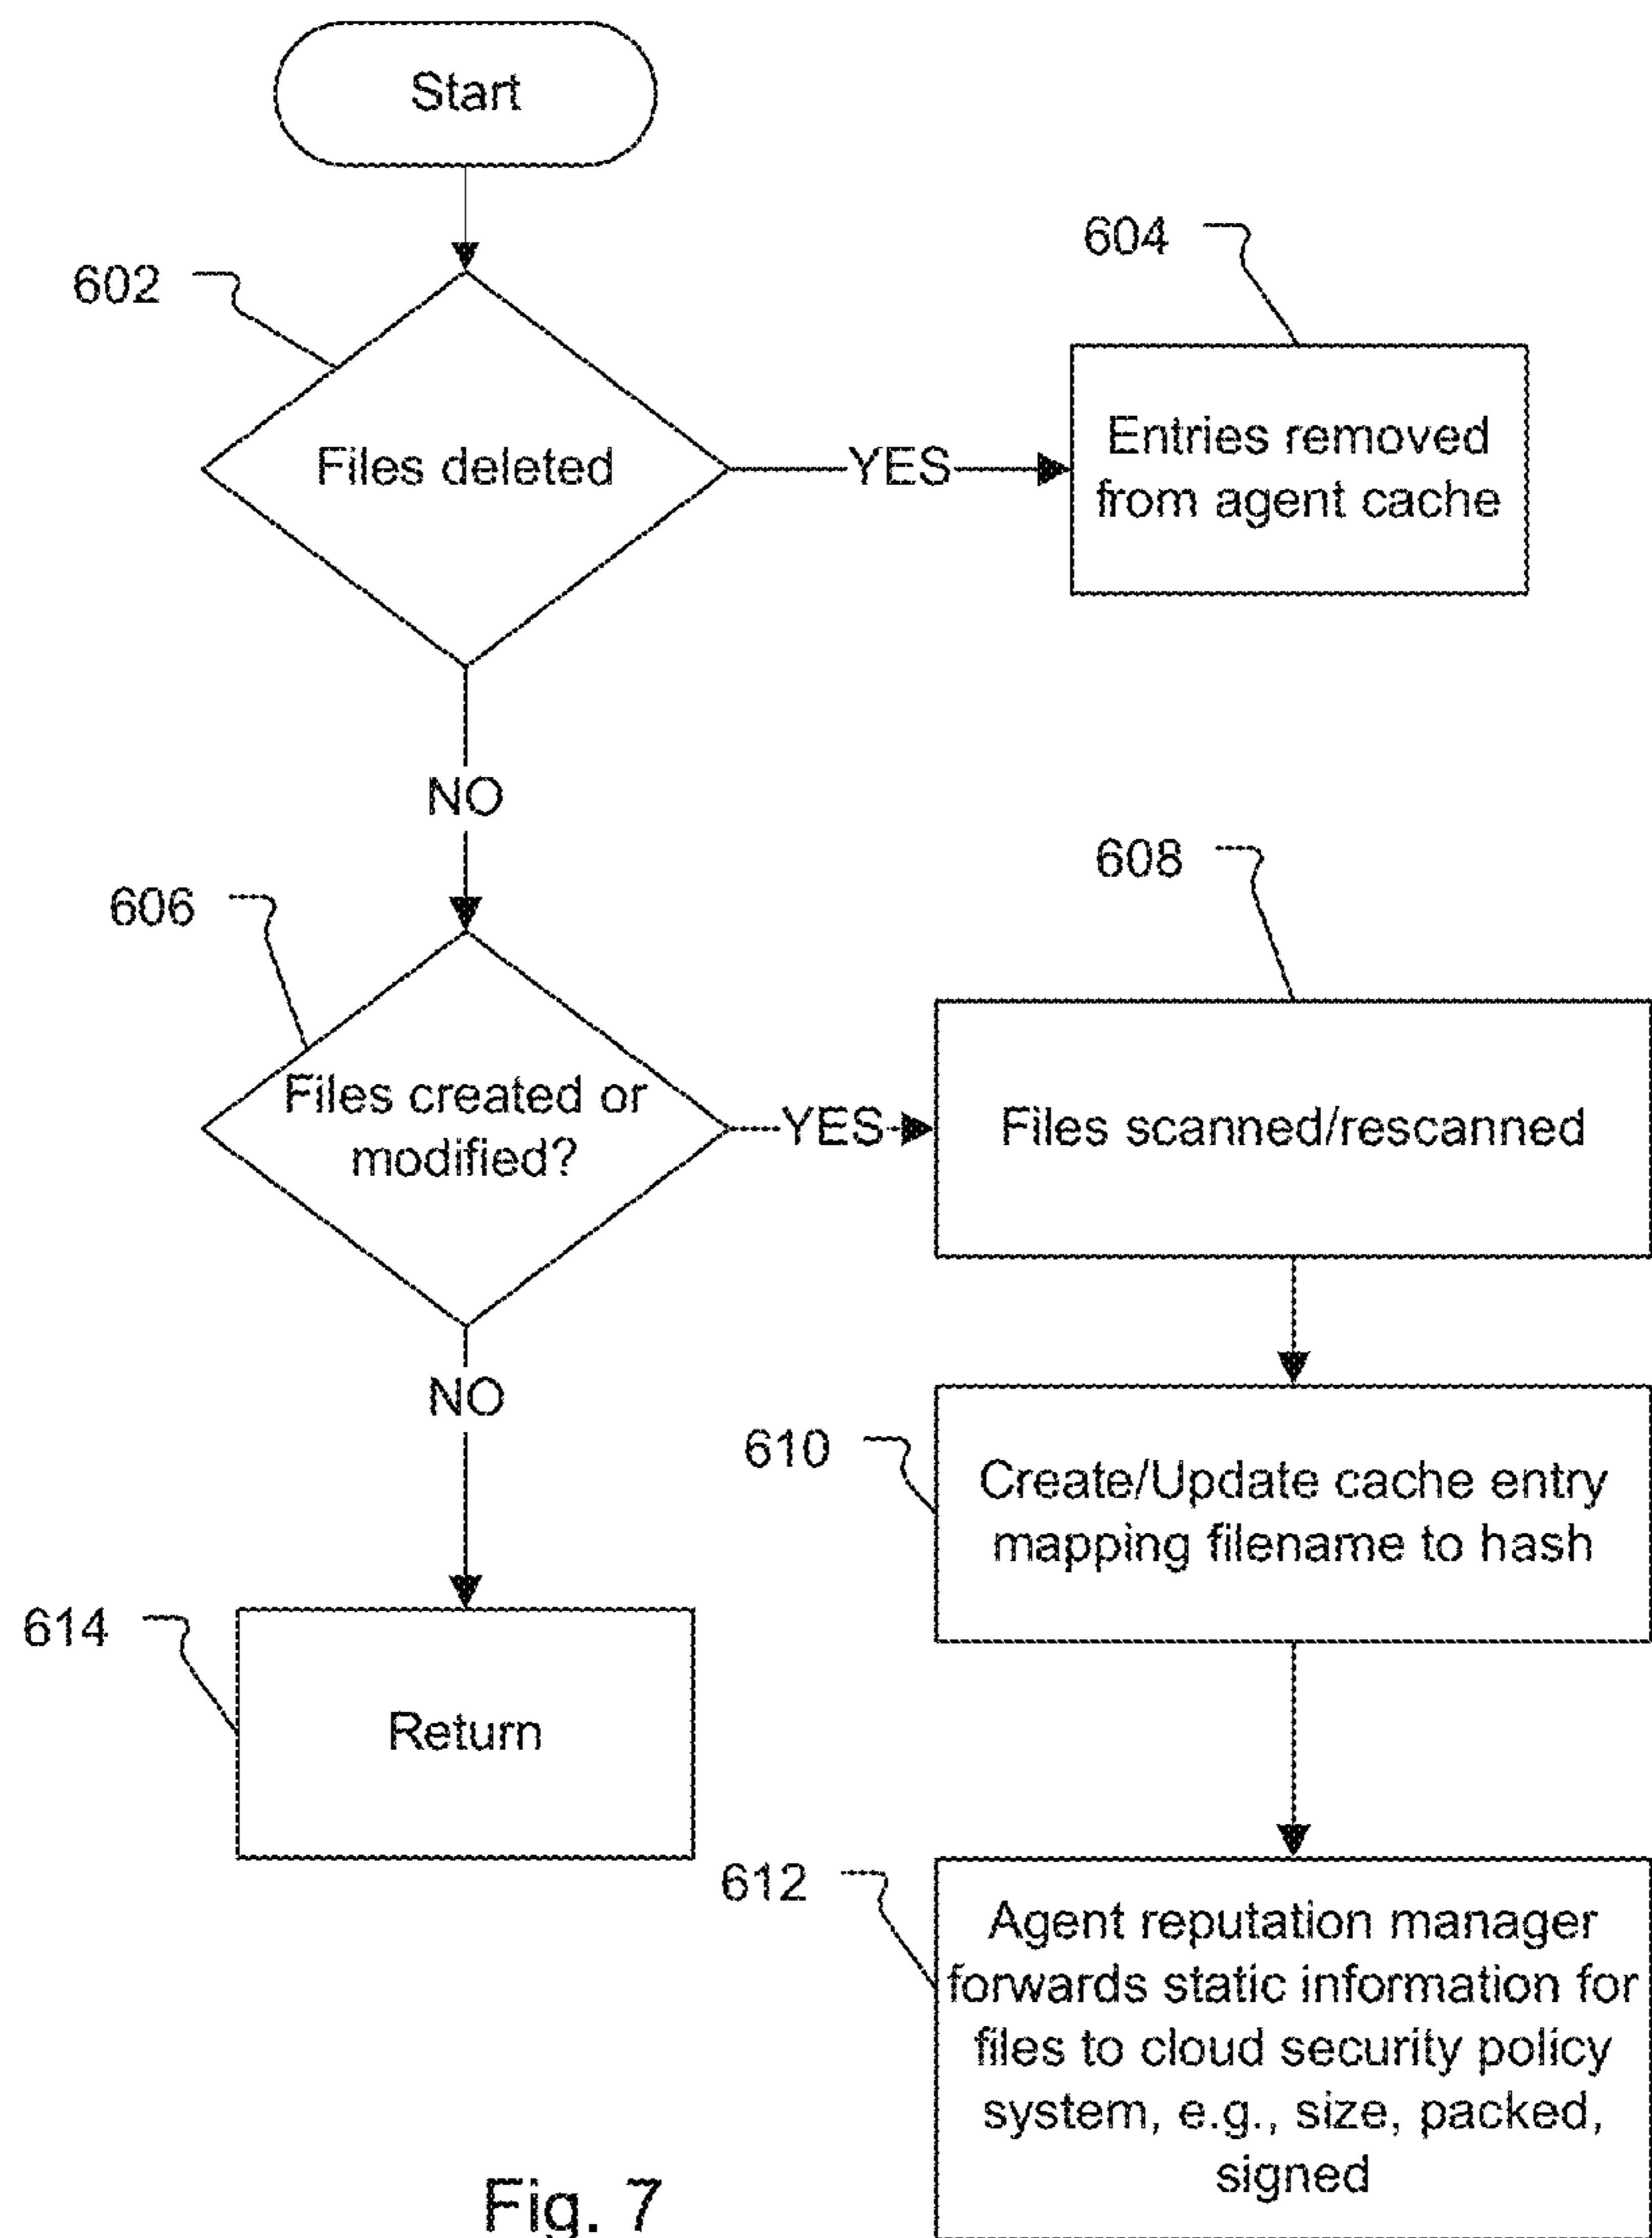 Start
602
604
Files deleted
YES
Entries removed
from agent cache
NO
606
608
Files created or
modified?
YES
Files scanned/rescanned
NO
610
Create/Update cache entry
mapping filename to hash
614
Return
612
Agent reputation manager
forwards static information for
files to cloud security policy
system, e.g., size, packed,
signed
Fig. 7